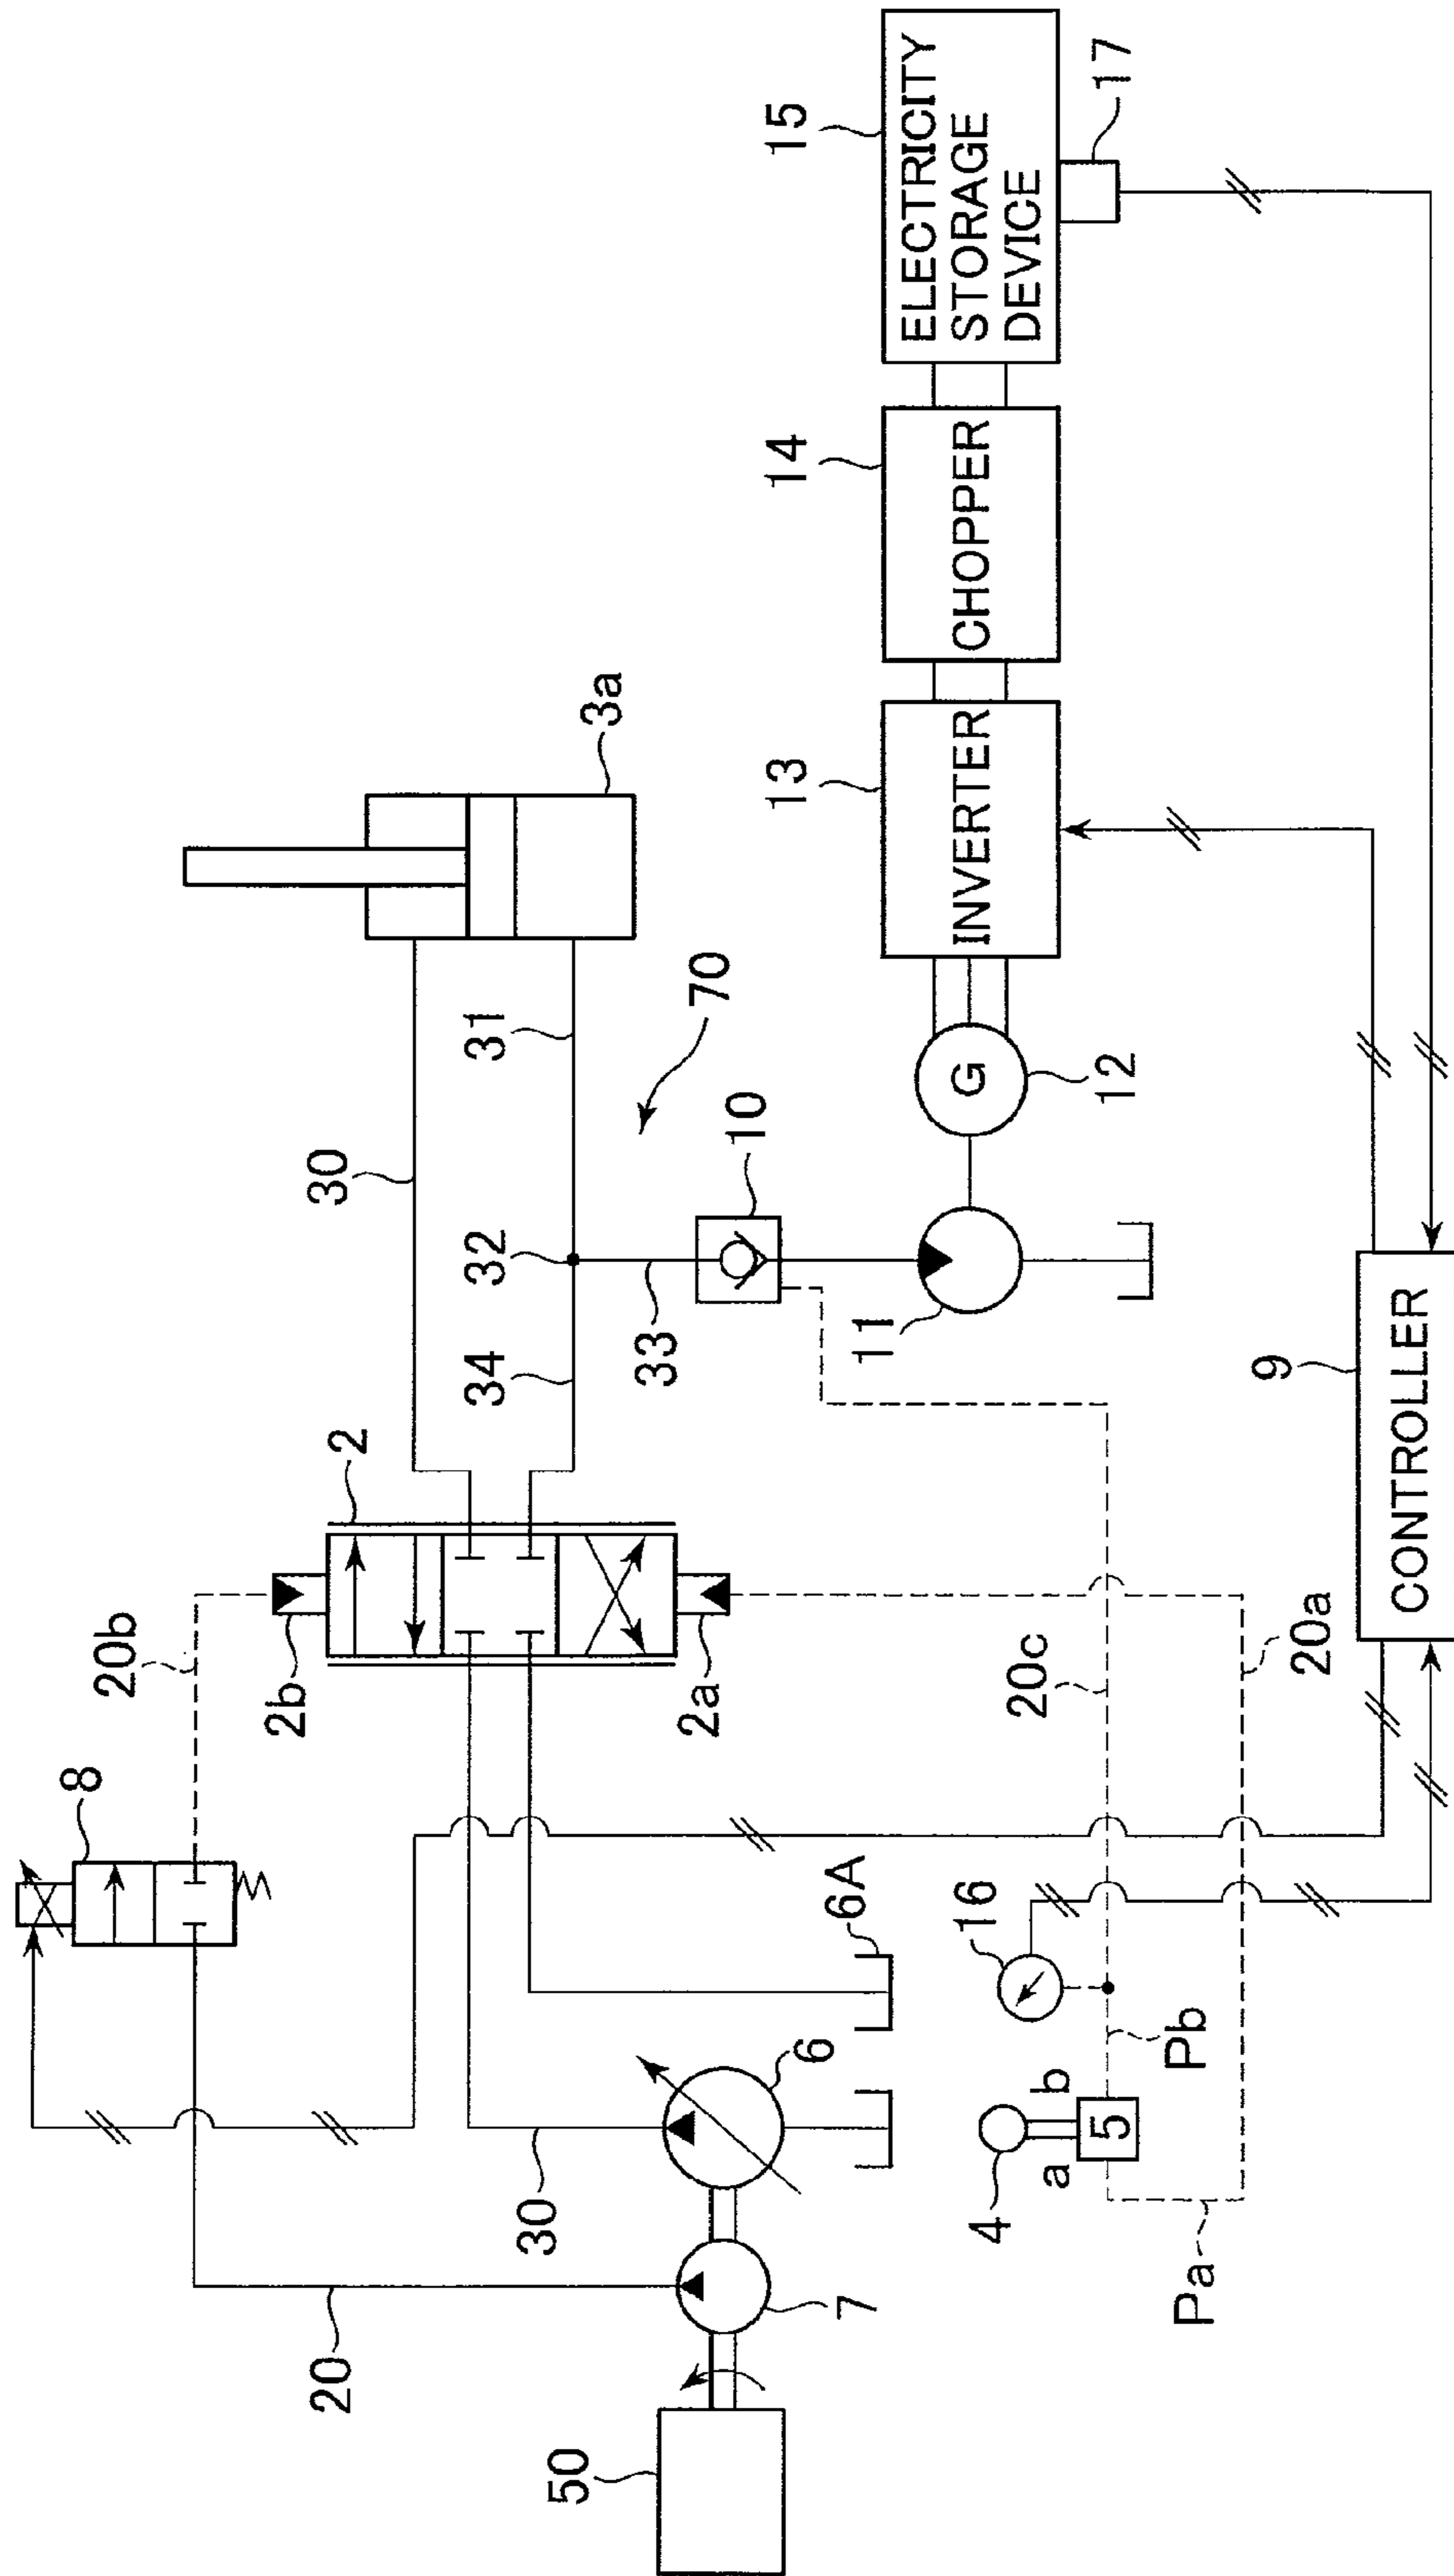 8
20b
2b
2
30
3a
31
32
34
70
10
33
2a
20
30
50
7
6
6A
11
12
G
13
INVERTER
14
CHOPPER
15
ELECTRICITY
STORAGE
DEVICE
17
4
a
b
5
16
Pb
Pa
20c
20a
9
CONTROLLER